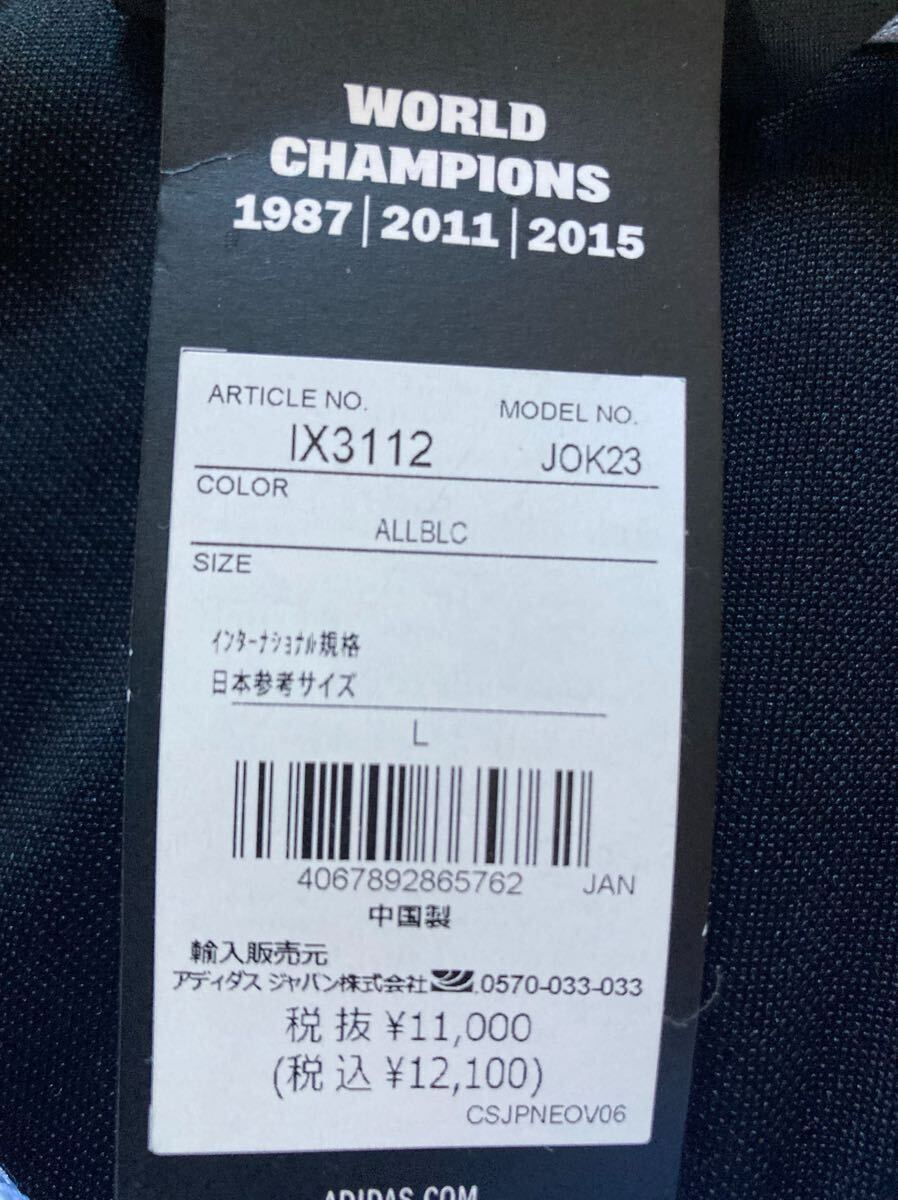 WORLD
CHAMPIONS
1987 | 2011 | 2015
ARTICLE NO. MODEL NO.
IX3112 JOK23
COLOR
ALLBLC
SIZE
ｲﾝﾀｰﾅｼｮﾅﾙ規格
日本参考サイズ
L
4067892865762 JAN
中国製
輸入販売元
アディダス ジャパン株式会社 .0570-033-033
税 抜 ¥11,000
(税 込 ¥12,100)
CSJPNEOV06
ADIDAS.COM